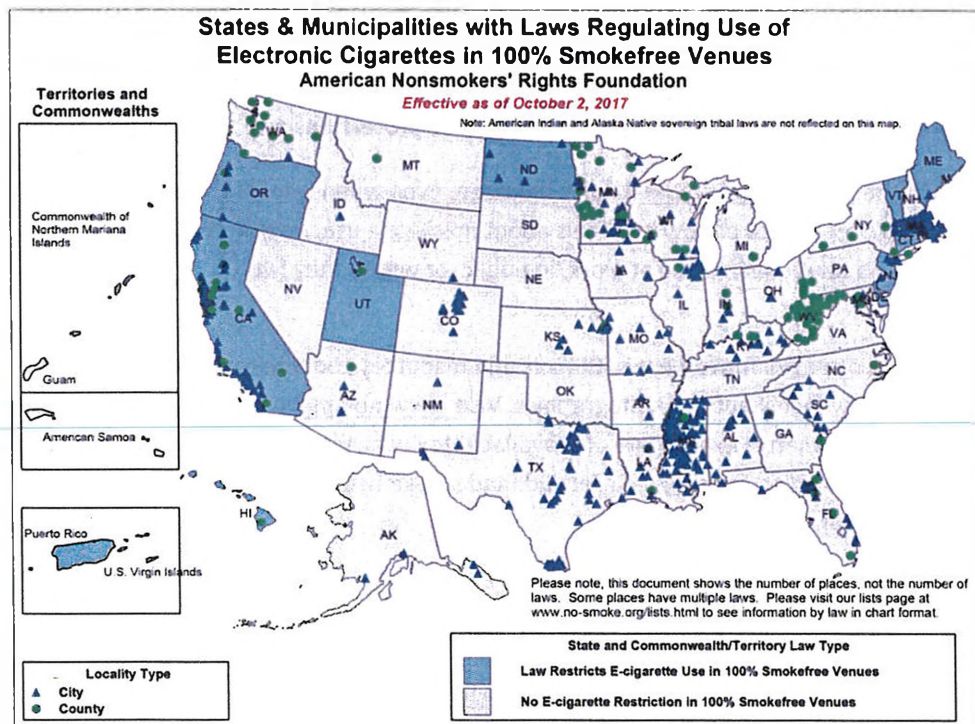 States & Municipalities with Laws Regulating Use of
Electronic Cigarettes in 100% Smokefree Venues
American Nonsmokers' Rights Foundation
Effective as of October 2, 2017
Note: American Indian and Alaska Native sovereign tribal laws are not reflected on this map.
Territories and
Commonwealths
Commonwealth of
Northern Mariana
Islands
Guam
American Samoa
Puerto Rico
U.S. Virgin Islands
WA
MT
ND
MN
ME
OR
ID
SD
WI
VT
NH
MA
NY
WY
MI
CT
NV
UT
NE
IA
PA
NJ
CA
CO
IL
IN
OH
DE
KS
MO
KY
WV
VA
AZ
NM
OK
AR
TN
NC
SC
TX
LA
AL
GA
FL
HI
AK
Please note, this document shows the number of places, not the number of
laws. Some places have multiple laws. Please visit our lists page at
www.no-smoke.org/lists.html to see information by law in chart format.
Locality Type
City
County
State and Commonwealth/Territory Law Type
Law Restricts E-cigarette Use in 100% Smokefree Venues
No E-cigarette Restriction in 100% Smokefree Venues